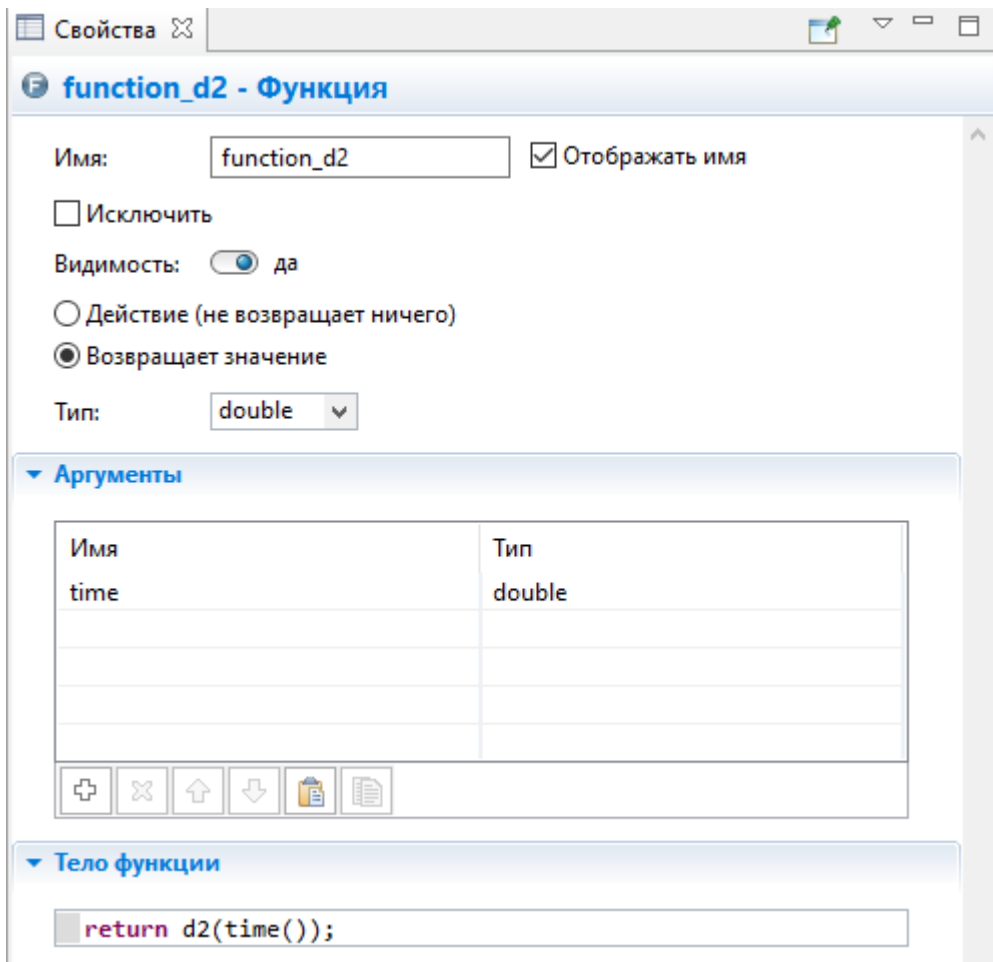 Свойства
function_d2 - Функция
Имя: function_d2 Отображать имя
Исключить
Видимость: да
Действие (не возвращает ничего)
Возвращает значение
Тип: double
Аргументы
Имя Тип
time double
Тело функции
return d2(time());